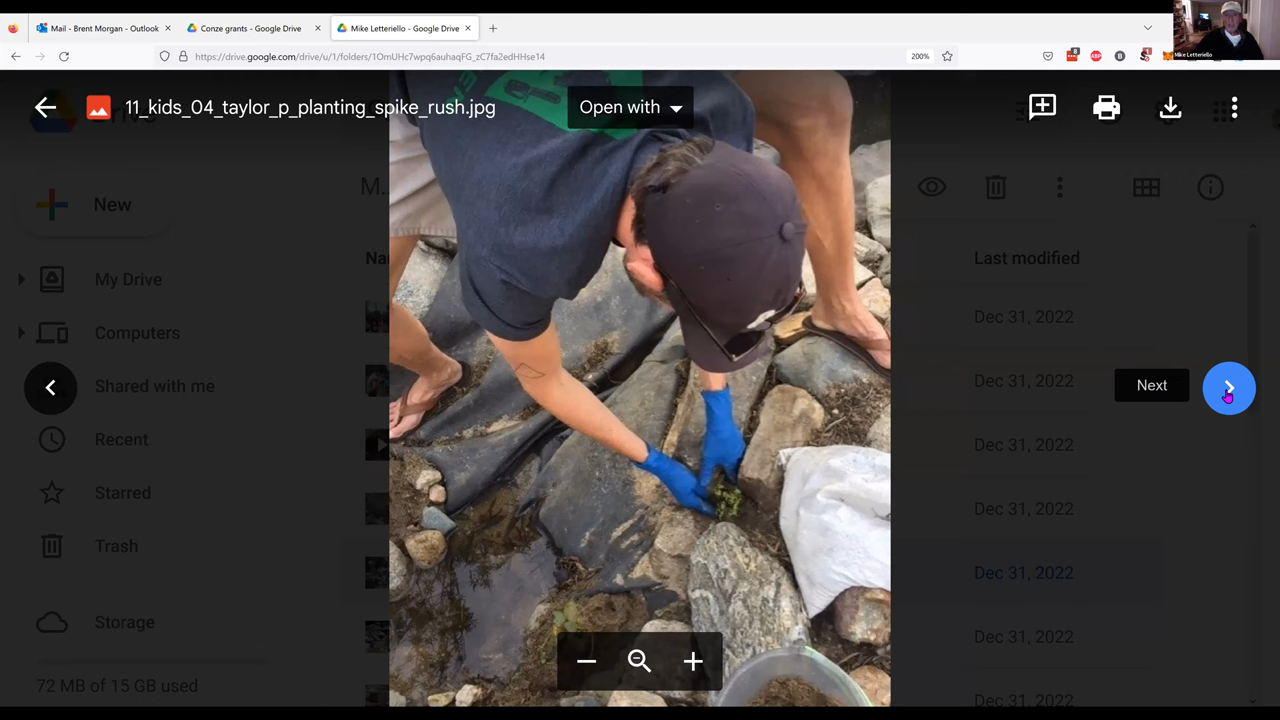 Mail - Brent Morgan - Outlook
Conze grants - Google Drive
Mike Letteriello - Google Drive
https://drive.google.com/drive/u/1/folders/1OmUHc7wpq6auhaqFG_zC7fa2edHHse14
200%
Mike Letteriello
11_kids_04_taylor_p_planting_spike_rush.jpg
Open with
New
My Drive
Last modified
Dec 31, 2022
Computers
Shared with me
Dec 31, 2022
Next
Recent
Dec 31, 2022
Starred
Dec 31, 2022
Trash
Dec 31, 2022
Storage
Dec 31, 2022
72 MB of 15 GB used
Dec 31, 2022